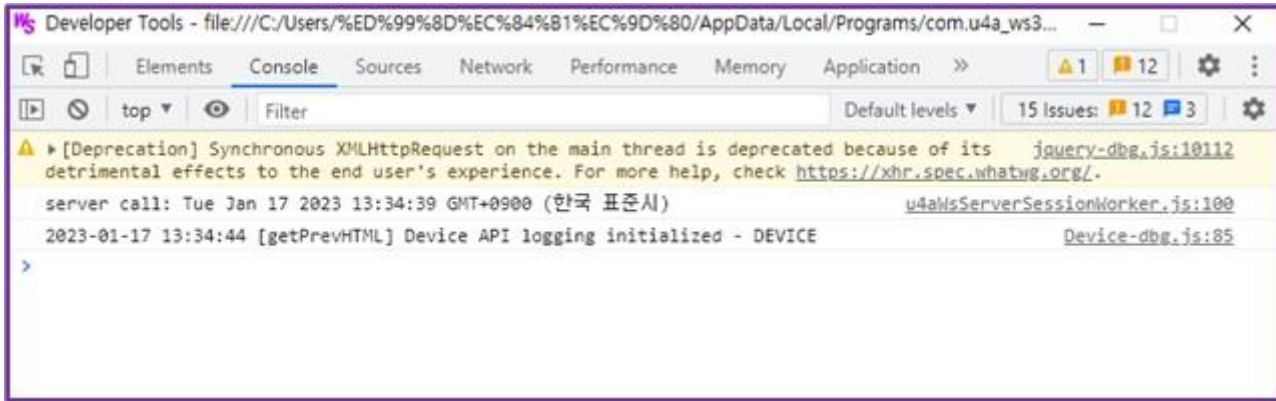 Developer Tools - file:///C:/Users/%ED%99%8D%EC%84%B1%EC%9D%80/AppData/Local/Programs/com.u4a_ws3...
Elements Console Sources Network Performance Memory Application » 1 12
top Filter Default levels 15 Issues: 12 3
[Deprecation] Synchronous XMLHttpRequest on the main thread is deprecated because of its jquery-dbg.js:10112
detrimental effects to the end user's experience. For more help, check https://xhr.spec.whatwg.org/.
server call: Tue Jan 17 2023 13:34:39 GMT+0900 (한국 표준시) u4aWsServerSessionWorker.js:100
2023-01-17 13:34:44 [getPrevHTML] Device API logging initialized - DEVICE Device-dbg.js:85
>